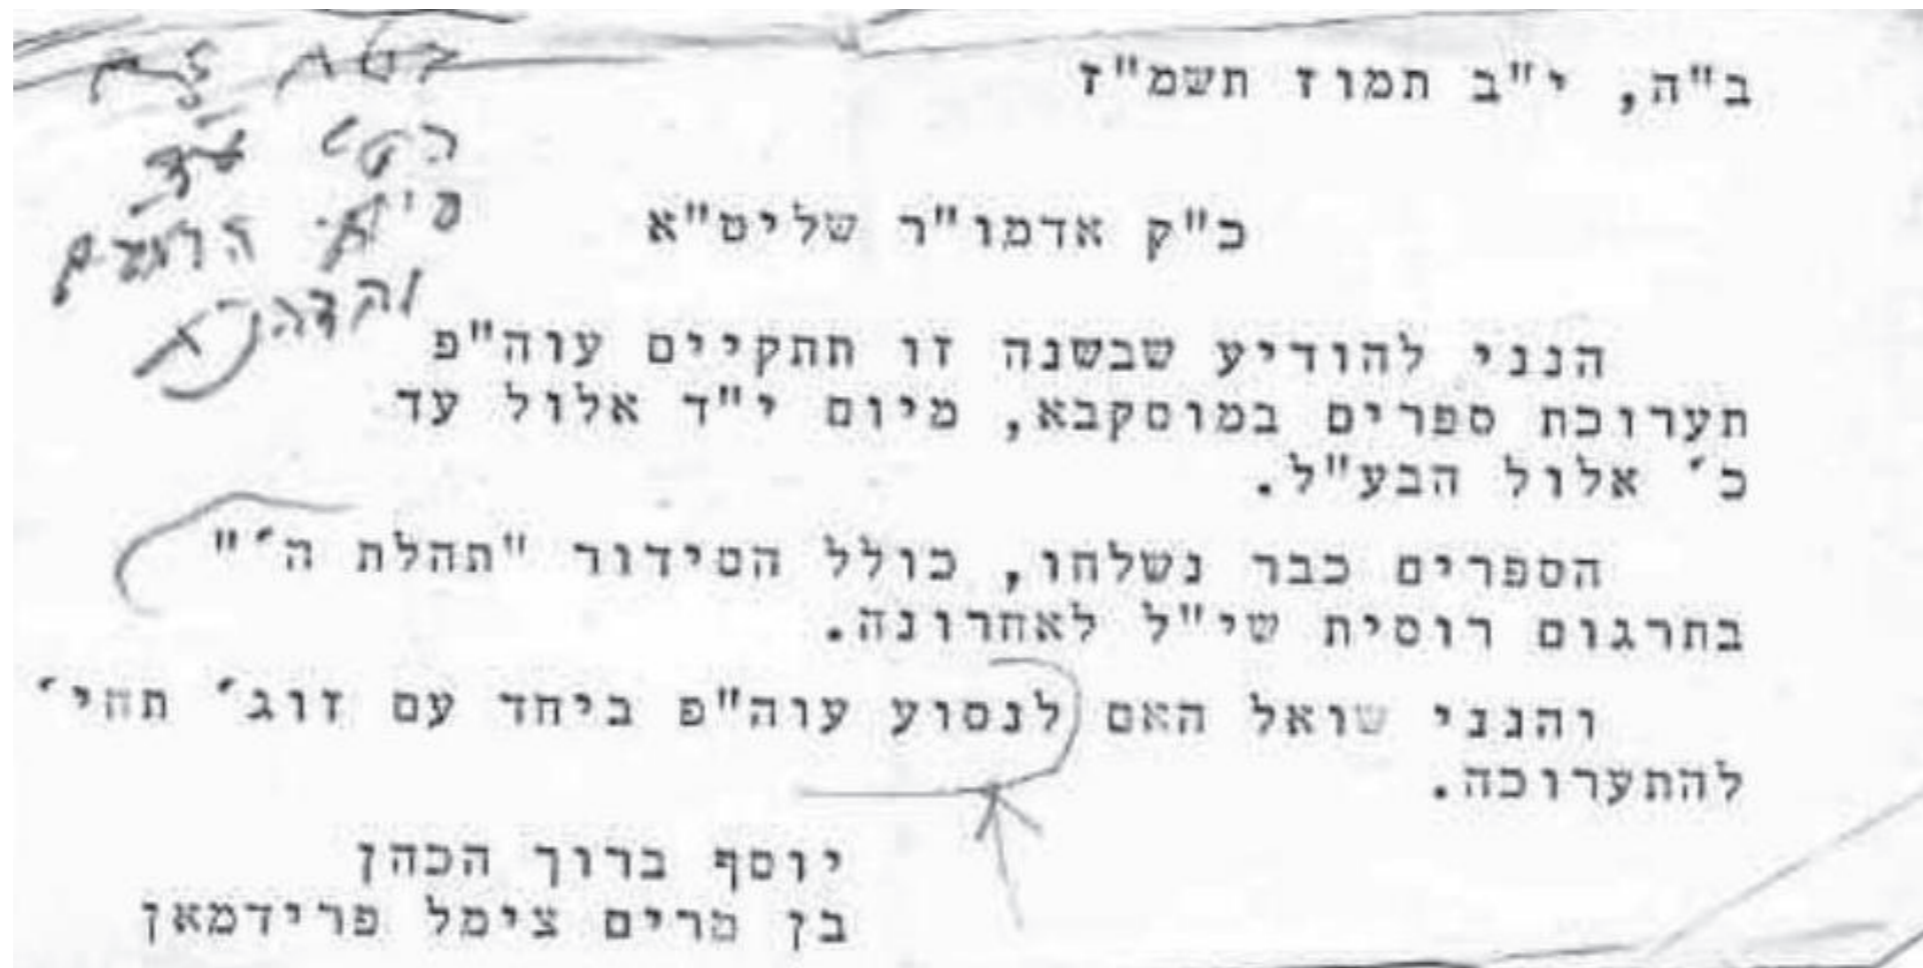 ב"ה, י"ב תמוז תשמ"ז
כ"ק אדמו"ר שליט"א
הנני להודיע שבשנה זו תתקיים עוה"פ
תערוכת ספרים במוסקבא, מיום י"ד אלול עד
כ' אלול הבע"ל.
הספרים כבר נשלחו, כולל הסידור "תהלת ה'"
בתרגום רוסית שי"ל לאחרונה.
והנני שואל האם לנסוע עוה"פ ביחד עם זוג' תחי'
להתערוכה.
יוסף ברוך הכהן
בן מרים צימל פרידמאן